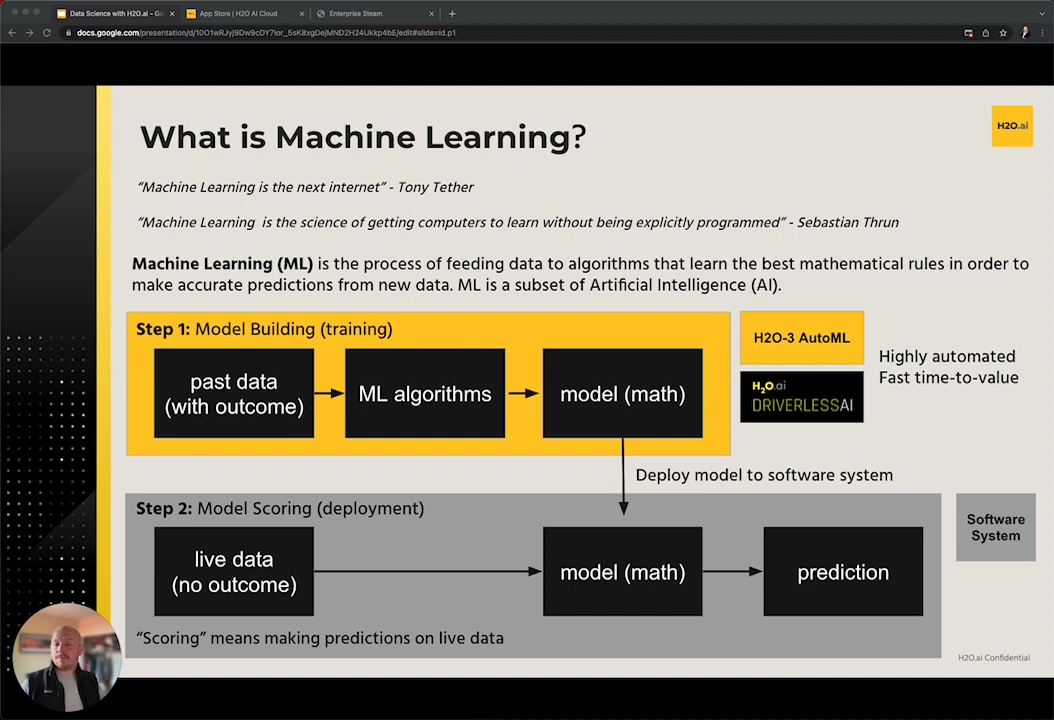 Data Science with H2O.ai - Go
App Store | H2O AI Cloud
Enterprise Steam
What is Machine Learning?
H2O.ai
“Machine Learning is the next internet” - Tony Tether
“Machine Learning is the science of getting computers to learn without being explicitly programmed” - Sebastian Thrun
Machine Learning (ML) is the process of feeding data to algorithms that learn the best mathematical rules in order to
make accurate predictions from new data. ML is a subset of Artificial Intelligence (AI).
Step 1: Model Building (training)
past data
(with outcome)
ML algorithms
model (math)
H2O-3 AutoML
H2O.ai
DRIVERLESSAI
Highly automated
Fast time-to-value
Deploy model to software system
Step 2: Model Scoring (deployment)
live data
(no outcome)
model (math)
prediction
Software
System
“Scoring” means making predictions on live data
H2O.ai Confidential